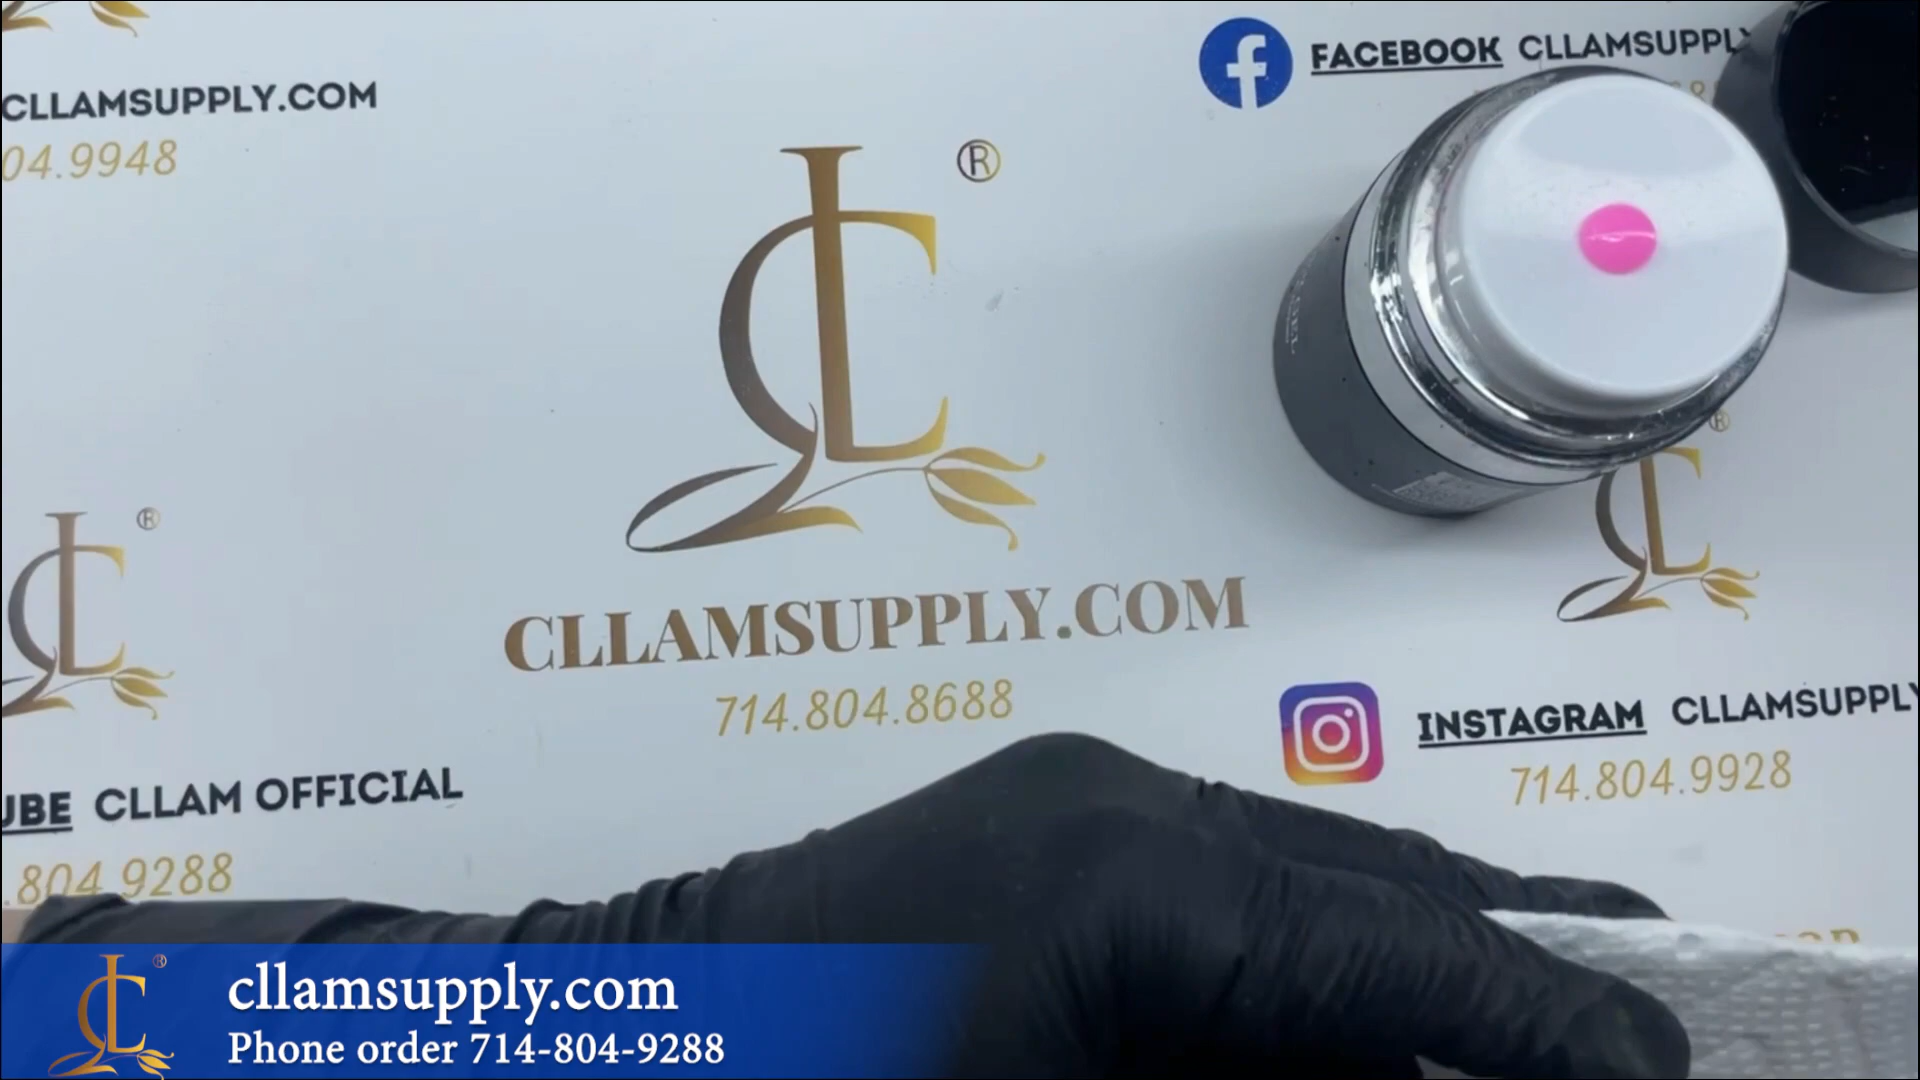 CLLAMSUPPLY.COM
04.9948
FACEBOOK CLLAMSUPPLY
®
CLLAMSUPPLY.COM
714.804.8688
®
®
UBE CLLAM OFFICIAL
.804.9288
INSTAGRAM CLLAMSUPPLY
714.804.9928
®
cllamsupply.com
Phone order 714-804-9288